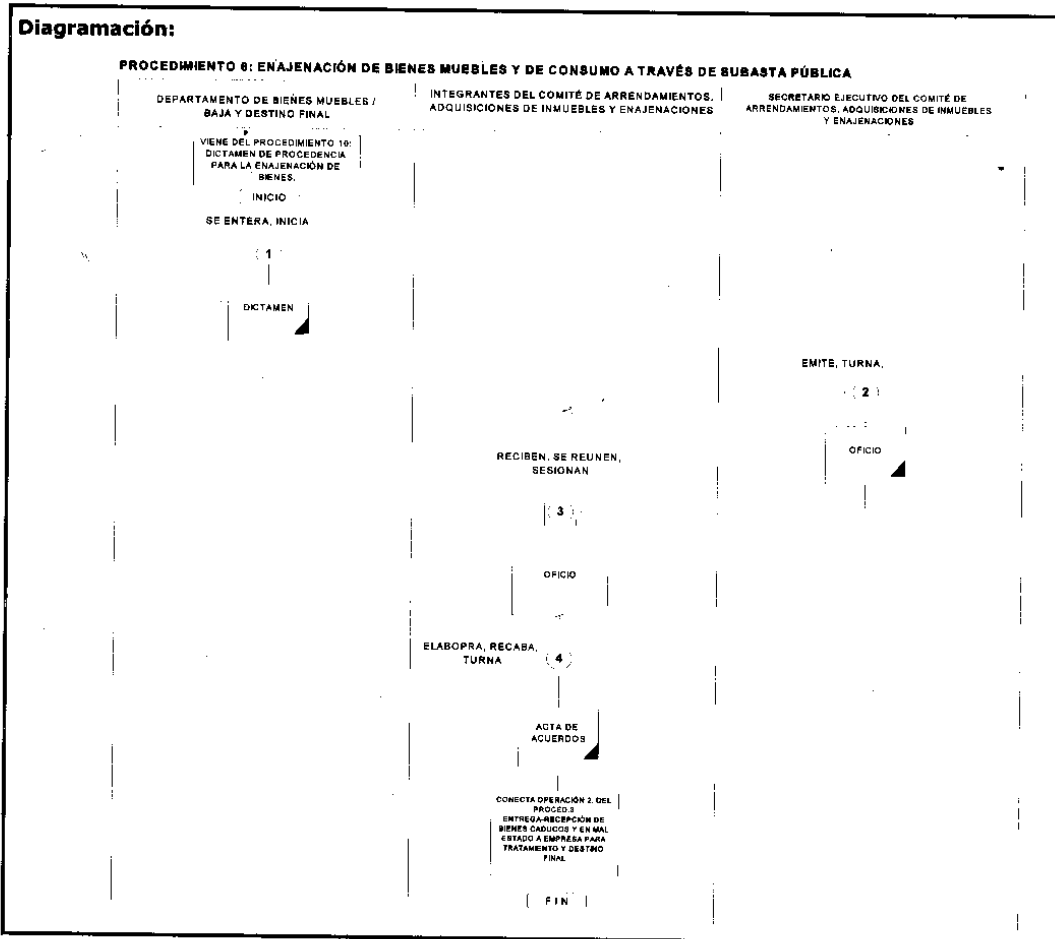 Diagramación:
PROCEDIMIENTO 6: ENAJENACIÓN DE BIENES MUEBLES Y DE CONSUMO A TRAVÉS DE SUBASTA PÚBLICA
DEPARTAMENTO DE BIENES MUEBLES /
BAJA Y DESTINO FINAL
INTEGRANTES DEL COMITÉ DE ARRENDAMIENTOS,
ADQUISICIONES DE INMUEBLES Y ENAJENACIONES
SECRETARIO EJECUTIVO DEL COMITÉ DE
ARRENDAMIENTOS, ADQUISICIONES DE INMUEBLES
Y ENAJENACIONES
VIENE DEL PROCEDIMIENTO 10:
DICTAMEN DE PROCEDENCIA
PARA LA ENAJENACIÓN DE
BIENES.
INICIO
SE ENTERA, INICIA
1
DICTAMEN
EMITE, TURNA,
2
OFICIO
RECIBEN, SE REUNEN,
SESIONAN
3
OFICIO
ELABOPRA, RECABA,
TURNA
4
ACTA DE
ACUERDOS
CONECTA OPERACIÓN 2, DEL
PROCED.3
ENTREGA-RECEPCIÓN DE
BIENES CADUCOS Y EN MAL
ESTADO A EMPRESA PARA
TRATAMIENTO Y DESTINO
FINAL
FIN